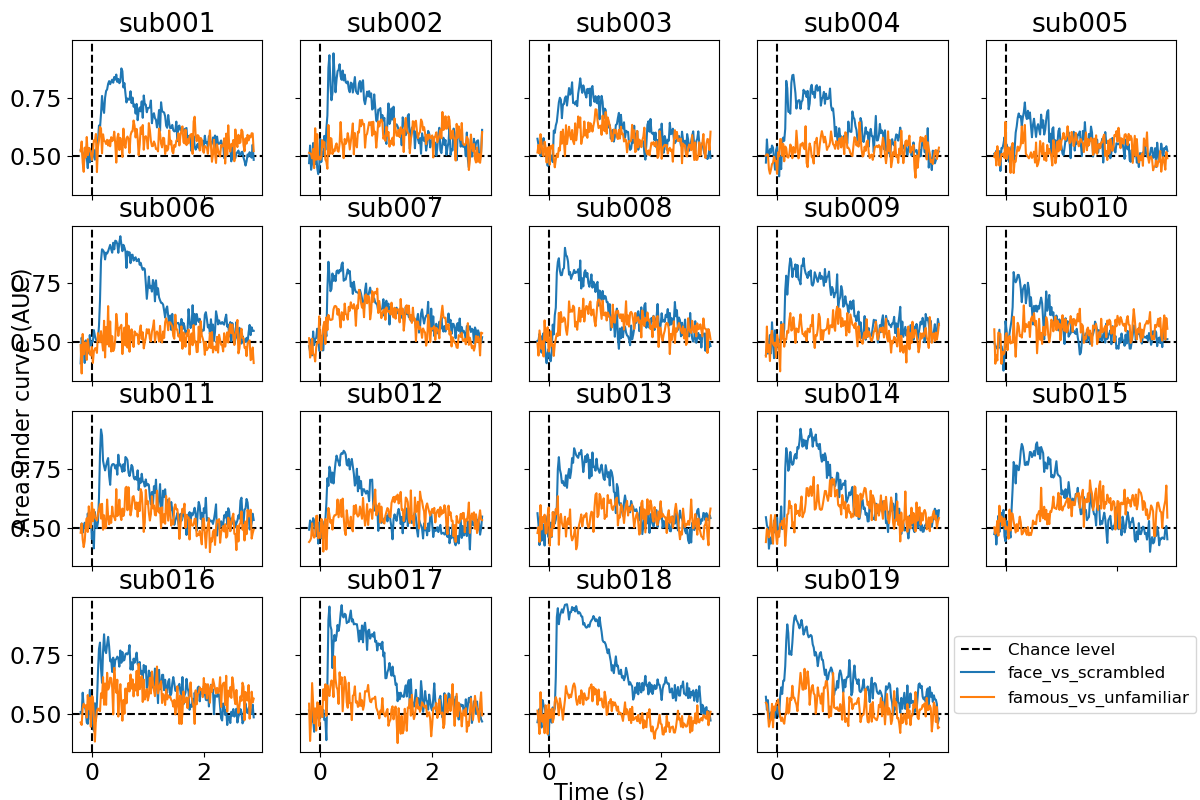 sub001 sub002 sub003 sub004 sub005
0.75
0.50
sub006 sub007 sub008 sub009 sub010
0.75
0.50
sub011 sub012 sub013 sub014 sub015
0.75
0.50
sub016 sub017 sub018 sub019
0.75
0.50
0 2 0 2 0 2 0 2
Area under curve (AUC)
Time (s)
Chance level
face_vs_scrambled
famous_vs_unfamiliar